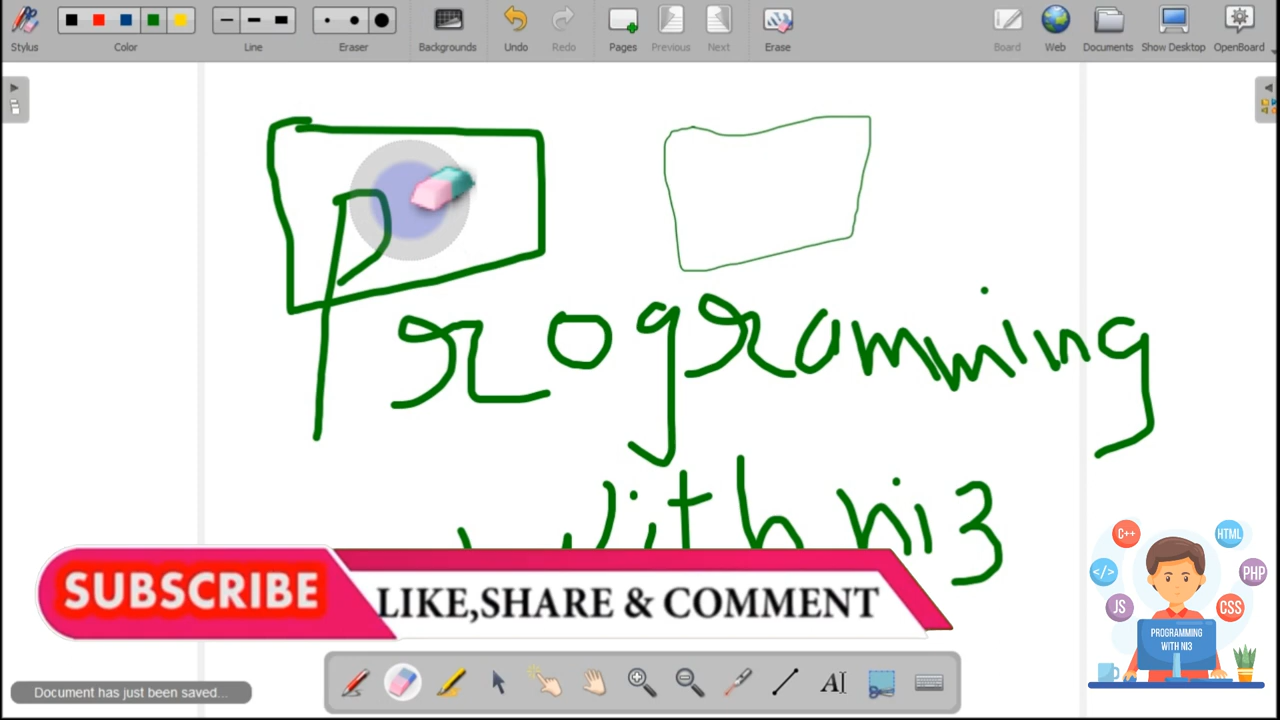 Stylus Color Line Eraser Backgrounds Undo Redo Pages Previous Next Erase Board Web Documents Show Desktop OpenBoard
Programming
with ni3
SUBSCRIBE
LIKE,SHARE & COMMENT
C++
HTML
</>
PHP
JS
CSS
PROGRAMMING
WITH NI3
Document has just been saved...
AI